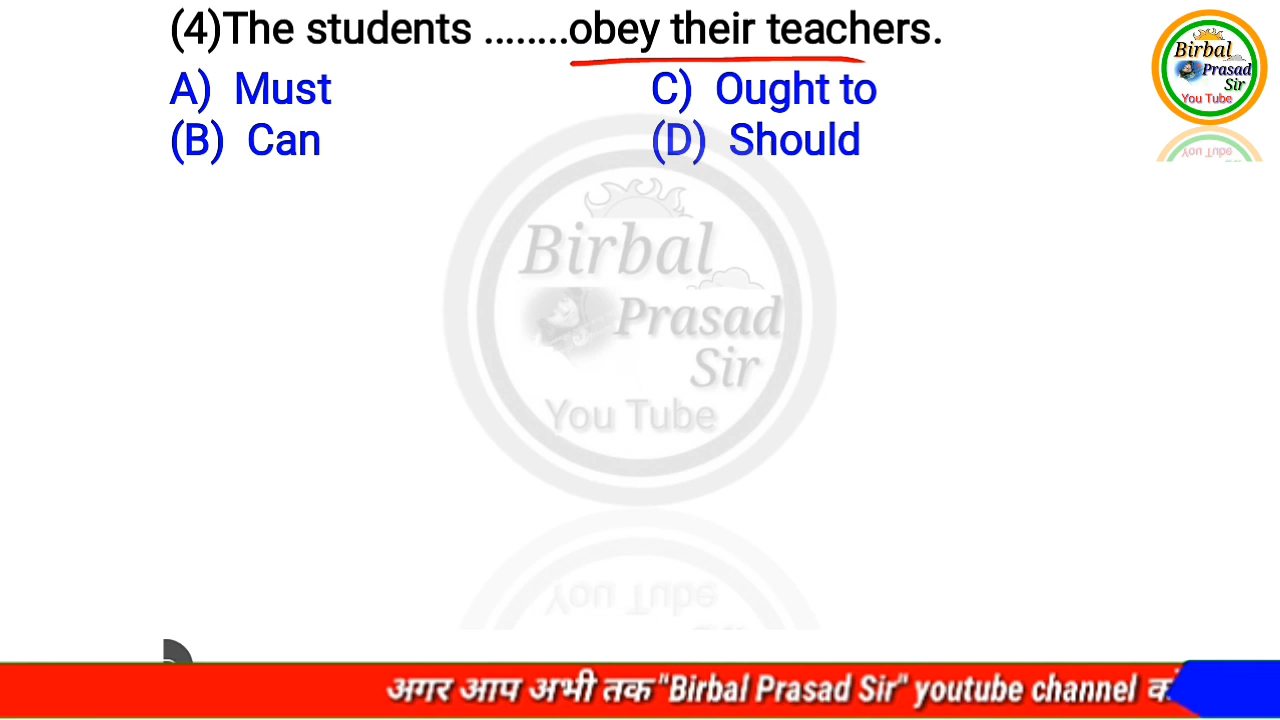 (4)The students ........obey their teachers.
A) Must
C) Ought to
(B) Can
(D) Should
Birbal
Prasad
Sir
You Tube
Birbal
Prasad
Sir
You Tube
अगर आप अभी तक "Birbal Prasad Sir" youtube channel